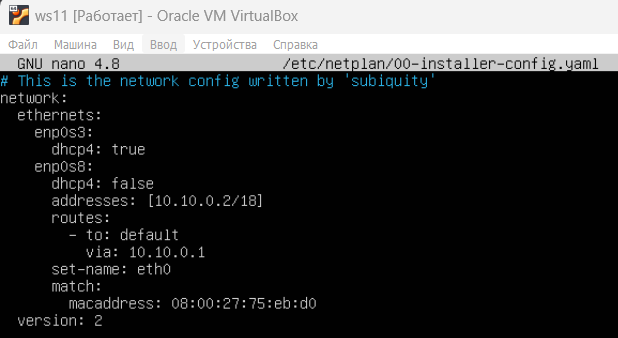 ws11 [Работает] - Oracle VM VirtualBox
Файл Машина Вид Ввод Устройства Справка
GNU nano 4.8 /etc/netplan/00-installer-config.yaml
# This is the network config written by 'subiquity'
network:
  ethernets:
    enp0s3:
      dhcp4: true
    enp0s8:
      dhcp4: false
      addresses: [10.10.0.2/18]
      routes:
        - to: default
          via: 10.10.0.1
      set-name: eth0
      match:
        macaddress: 08:00:27:75:eb:d0
  version: 2